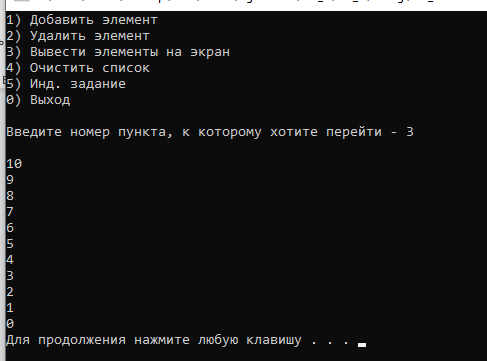 1) Добавить элемент
2) Удалить элемент
3) Вывести элементы на экран
4) Очистить список
5) Инд. задание
0) Выход
Введите номер пункта, к которому хотите перейти - 3
10
9
8
7
6
5
4
3
2
1
0
Для продолжения нажмите любую клавишу . . .